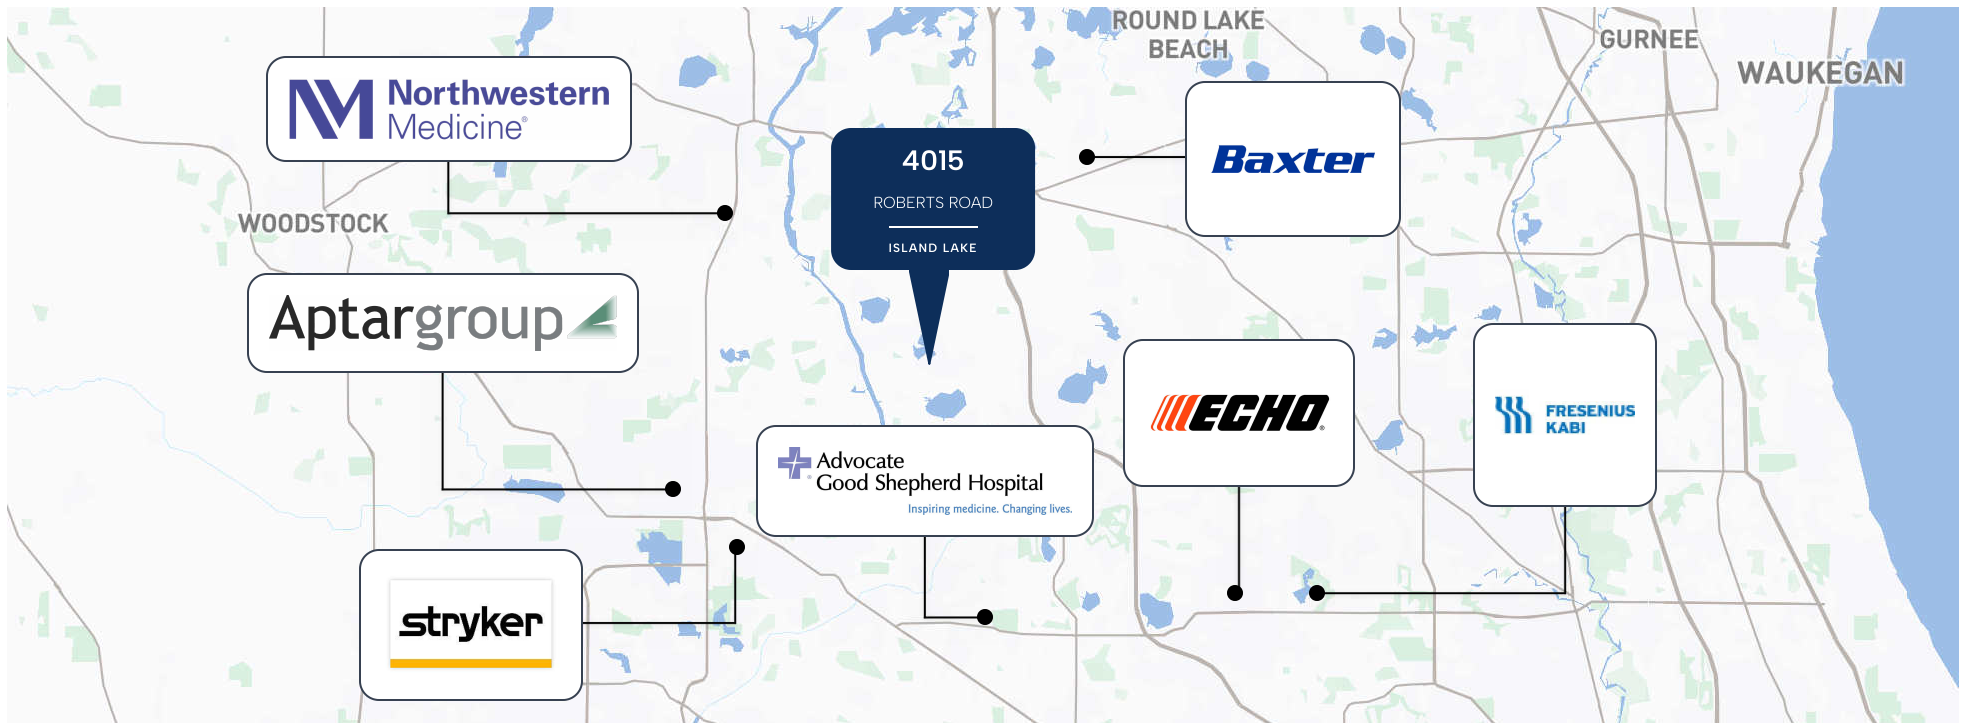 ROUND LAKE
BEACH
GURNEE
WAUKEGAN
Northwestern
Medicine®
4015
ROBERTS ROAD
ISLAND LAKE
Baxter
WOODSTOCK
Aptargroup
ECHO®
FRESENIUS
KABI
Advocate
Good Shepherd Hospital
Inspiring medicine. Changing lives.
stryker